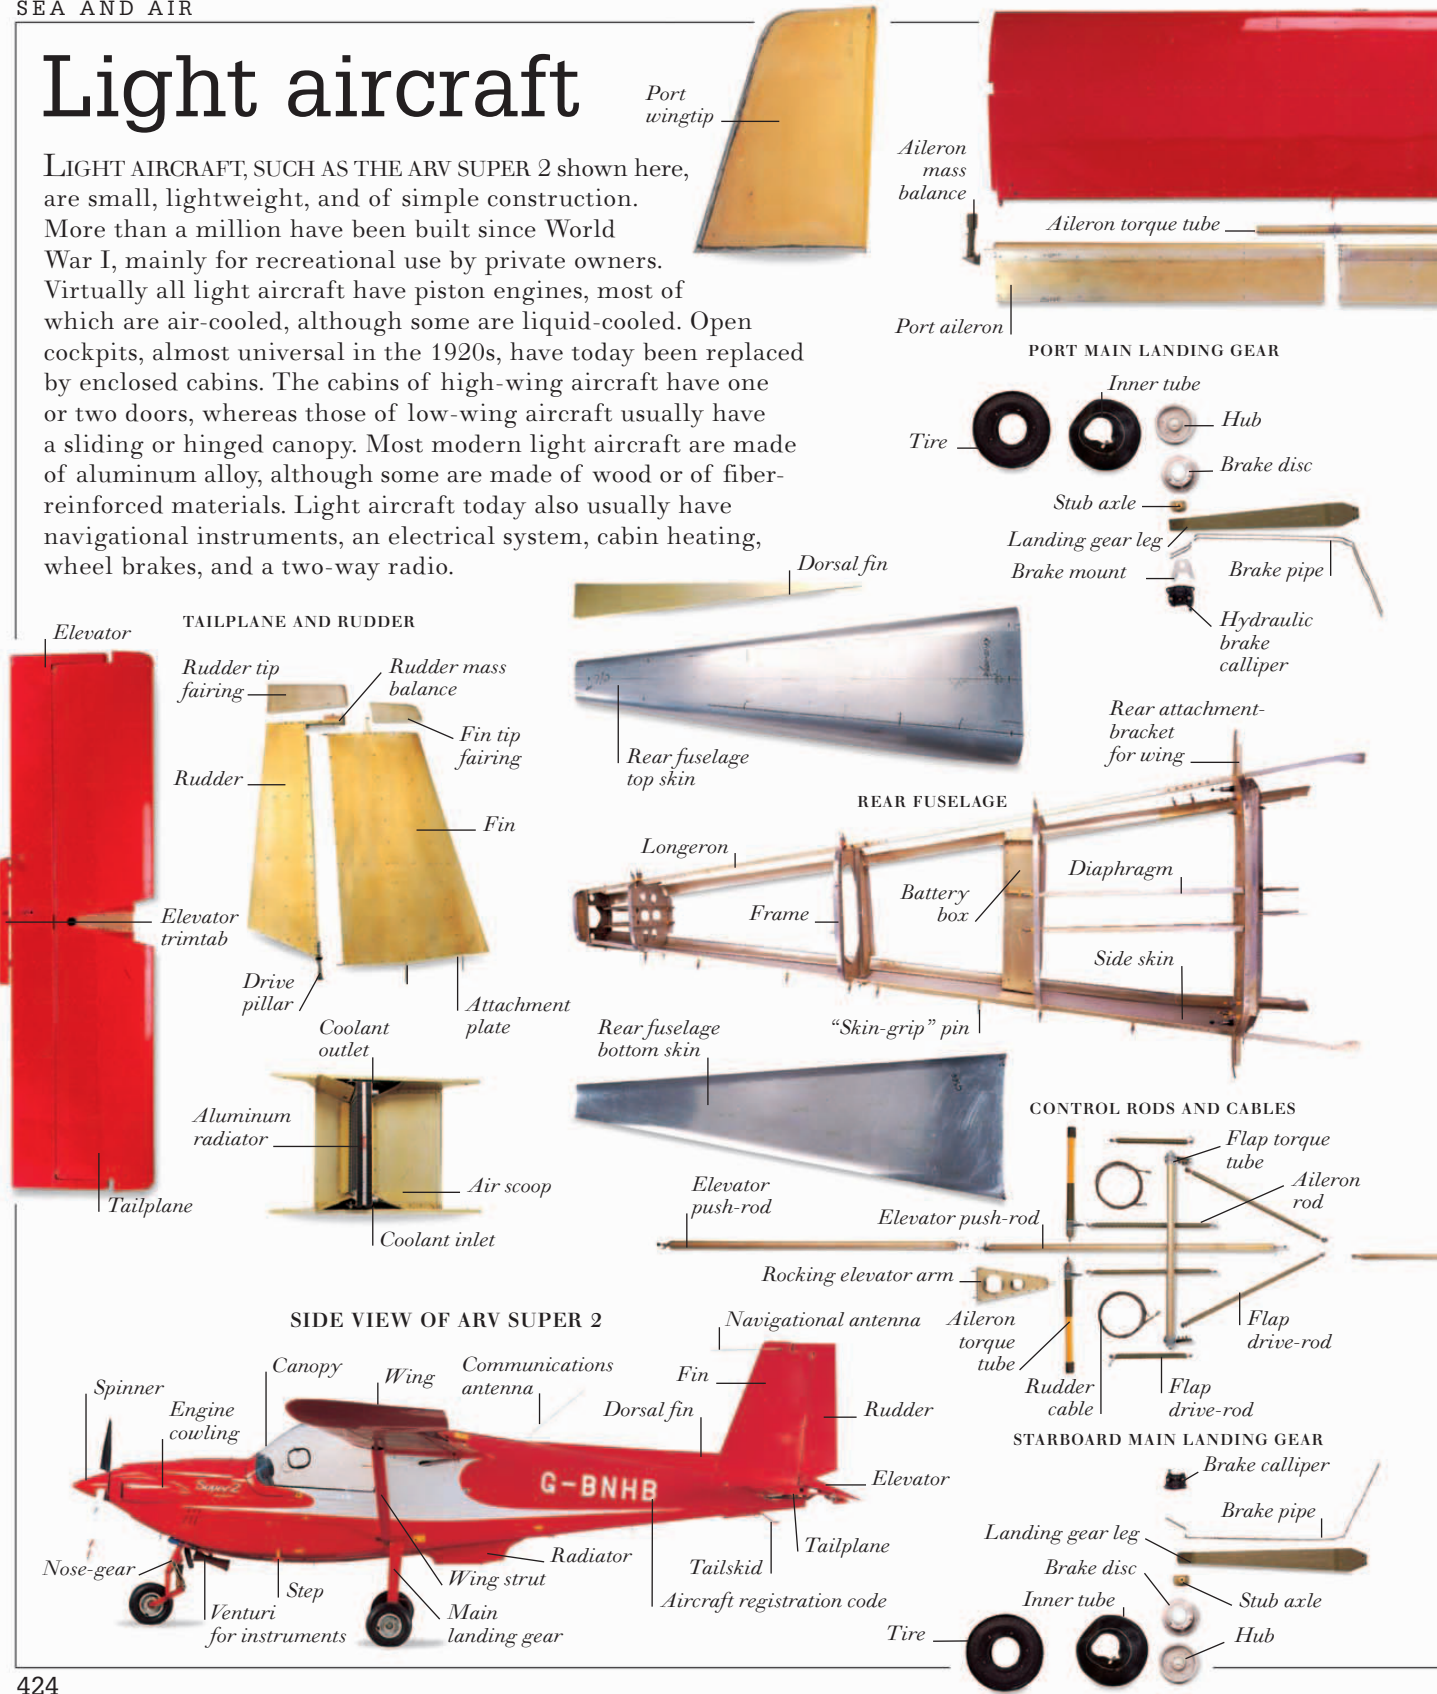 SEA AND AIR
Light aircraft
LIGHT AIRCRAFT, SUCH AS THE ARV SUPER 2 shown here,
are small, lightweight, and of simple construction.
More than a million have been built since World
War I, mainly for recreational use by private owners.
Virtually all light aircraft have piston engines, most of
which are air-cooled, although some are liquid-cooled. Open
cockpits, almost universal in the 1920s, have today been replaced
by enclosed cabins. The cabins of high-wing aircraft have one
or two doors, whereas those of low-wing aircraft usually have
a sliding or hinged canopy. Most modern light aircraft are made
of aluminum alloy, although some are made of wood or of fiber-
reinforced materials. Light aircraft today also usually have
navigational instruments, an electrical system, cabin heating,
wheel brakes, and a two-way radio.
Port
wingtip
Aileron
mass
balance
Aileron torque tube
Port aileron
PORT MAIN LANDING GEAR
Inner tube
Hub
Tire
Brake disc
Stub axle
Landing gear leg
Brake mount
Brake pipe
Hydraulic
brake
calliper
Dorsal fin
Rear fuselage
top skin
TAILPLANE AND RUDDER
Elevator
Rudder tip
fairing
Rudder mass
balance
Fin tip
fairing
Rudder
Fin
Elevator
trimtab
Drive
pillar
Attachment
plate
Tailplane
Coolant
outlet
Aluminum
radiator
Air scoop
Coolant inlet
Rear attachment-
bracket
for wing
REAR FUSELAGE
Longeron
Diaphragm
Battery
box
Frame
Side skin
"Skin-grip" pin
Rear fuselage
bottom skin
CONTROL RODS AND CABLES
Flap torque
tube
Aileron
rod
Elevator
push-rod
Elevator push-rod
Rocking elevator arm
Aileron
torque
tube
Flap
drive-rod
Rudder
cable
Flap
drive-rod
SIDE VIEW OF ARV SUPER 2
Navigational antenna
Canopy
Wing
Communications
antenna
Fin
Spinner
Engine
cowling
Dorsal fin
Rudder
Super2
G-BNHB
Elevator
Nose-gear
Radiator
Tailplane
Tailskid
Wing strut
Step
Aircraft registration code
Venturi
for instruments
Main
landing gear
STARBOARD MAIN LANDING GEAR
Brake calliper
Brake pipe
Landing gear leg
Brake disc
Stub axle
Inner tube
Tire
Hub
424